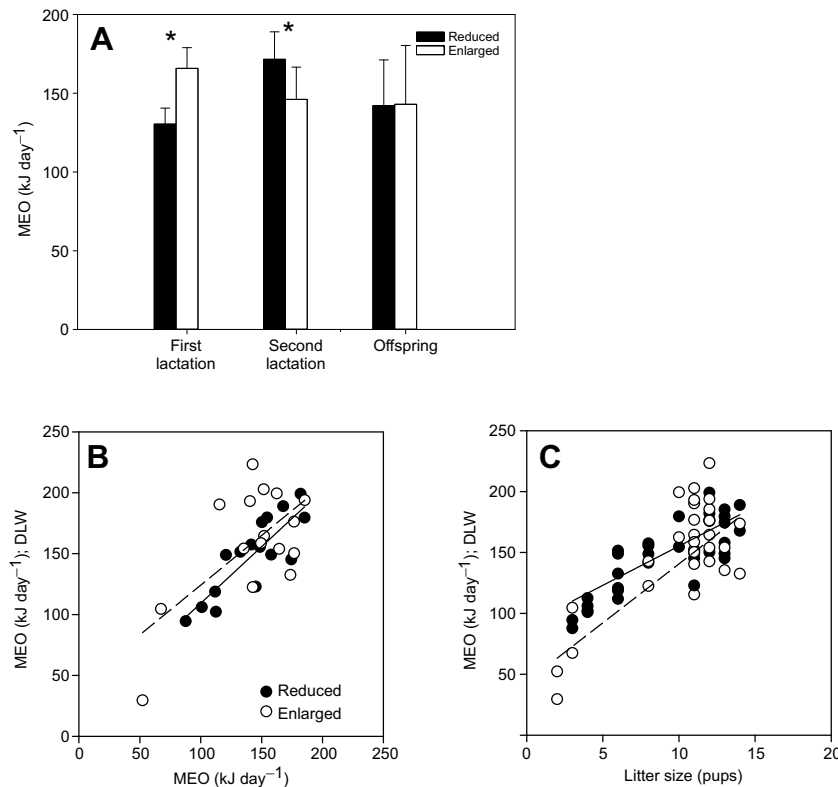 200
A
*
*
Reduced
Enlarged
150
100
50
0
MEO (kJ day⁻¹)
First
lactation
Second
lactation
Offspring
250
B
200
150
100
50
0
MEO (kJ day⁻¹); DLW
Reduced
Enlarged
0 50 100 150 200 250
MEO (kJ day⁻¹)
250
C
200
150
100
50
MEO (kJ day⁻¹); DLW
0 5 10 15 20
Litter size (pups)